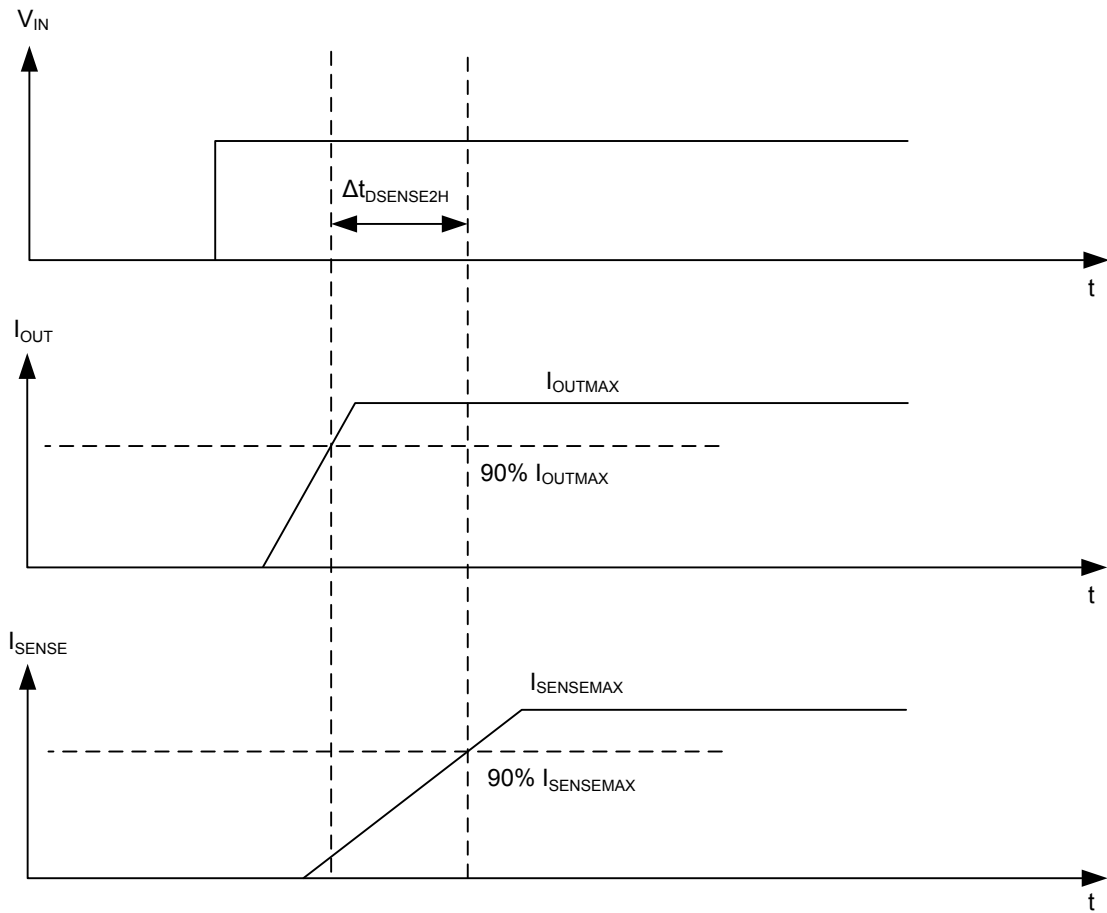 V_IN
Δt_DSENSE2H
t
I_OUT
I_OUTMAX
90% I_OUTMAX
t
I_SENSE
I_SENSEMAX
90% I_SENSEMAX
t